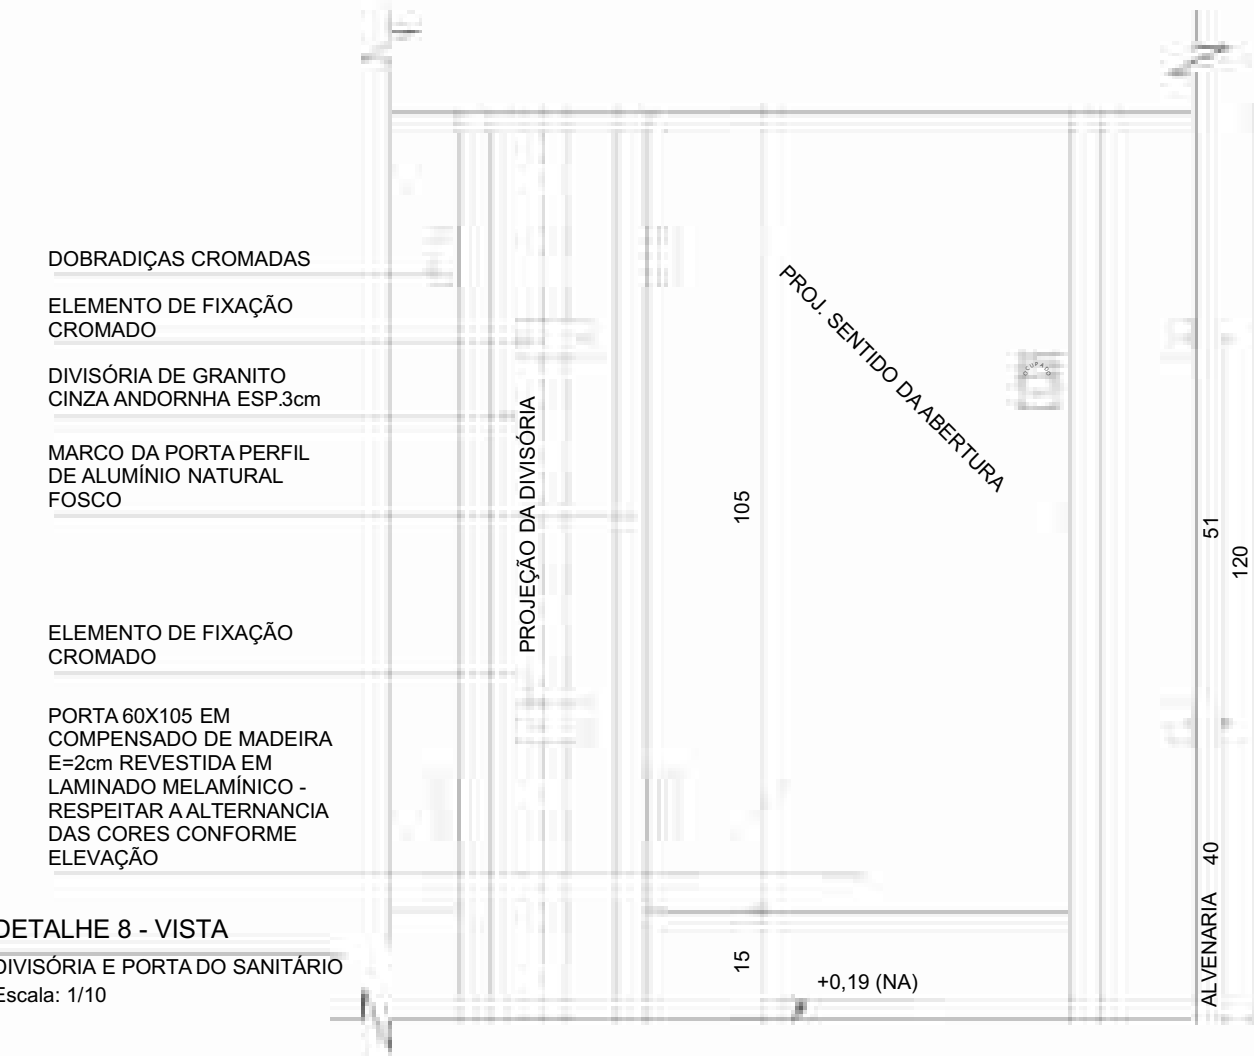 DOBRADIÇAS CROMADAS
ELEMENTO DE FIXAÇÃO
CROMADO
DIVISÓRIA DE GRANITO
CINZA ANDORNHA ESP.3cm
MARCO DA PORTA PERFIL
DE ALUMÍNIO NATURAL
FOSCO
ELEMENTO DE FIXAÇÃO
CROMADO
PORTA 60X105 EM
COMPENSADO DE MADEIRA
E=2cm REVESTIDA EM
LAMINADO MELAMÍNICO -
RESPEITAR A ALTERNANCIA
DAS CORES CONFORME
ELEVAÇÃO
DETALHE 8 - VISTA
DIVISÓRIA E PORTA DO SANITÁRIO
Escala: 1/10
PROJEÇÃO DA DIVISÓRIA
PROJ. SENTIDO DA ABERTURA
OCUPADO
105
15
+0,19 (NA)
51
120
40
ALVENARIA